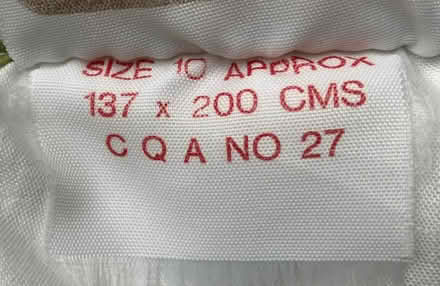 SIZE 10 APPROX
137 x 200 CMS
C Q A NO 27